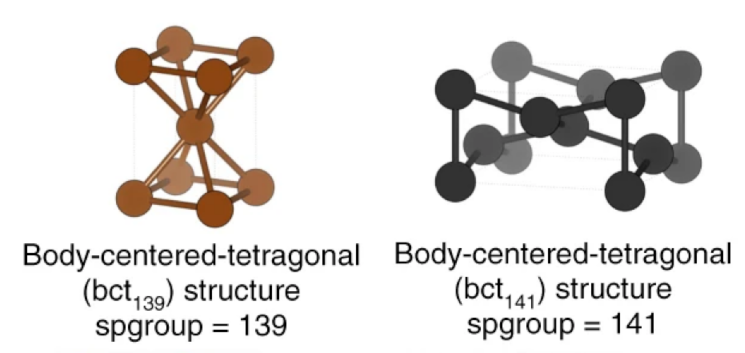 Body-centered-tetragonal
(bct139) structure
spgroup = 139
Body-centered-tetragonal
(bct141) structure
spgroup = 141